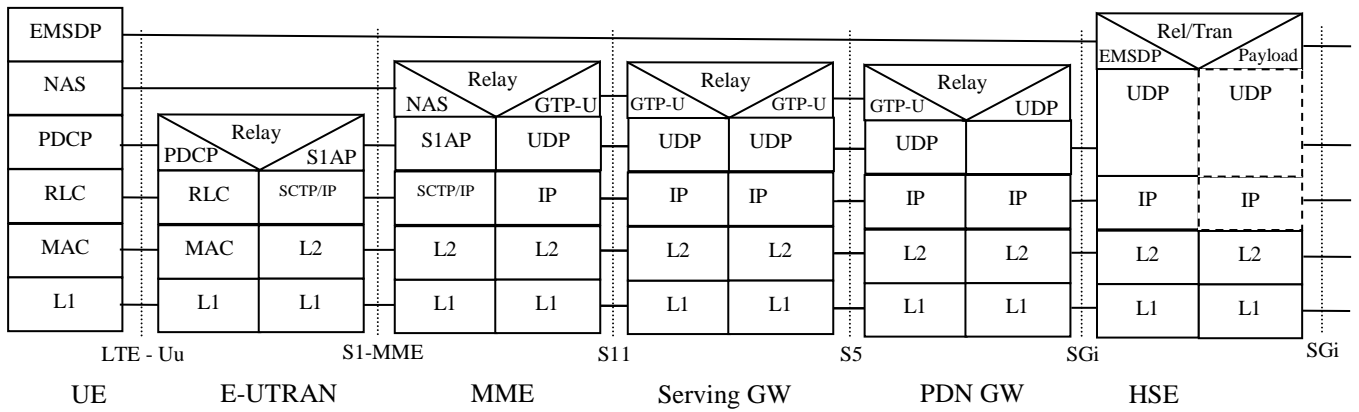 EMSDP
Rel/Tran
EMSDP Payload
NAS
Relay
NAS GTP-U
Relay
GTP-U GTP-U
Relay
GTP-U UDP
UDP UDP
PDCP
Relay
PDCP S1AP
S1AP UDP
UDP UDP
UDP
RLC
RLC SCTP/IP
SCTP/IP IP
IP IP
IP IP
IP IP
MAC
MAC L2
L2 L2
L2 L2
L2 L2
L2 L2
L1
L1 L1
L1 L1
L1 L1
L1 L1
L1 L1
LTE - Uu S1-MME S11 S5 SGi SGi
UE E-UTRAN MME Serving GW PDN GW HSE